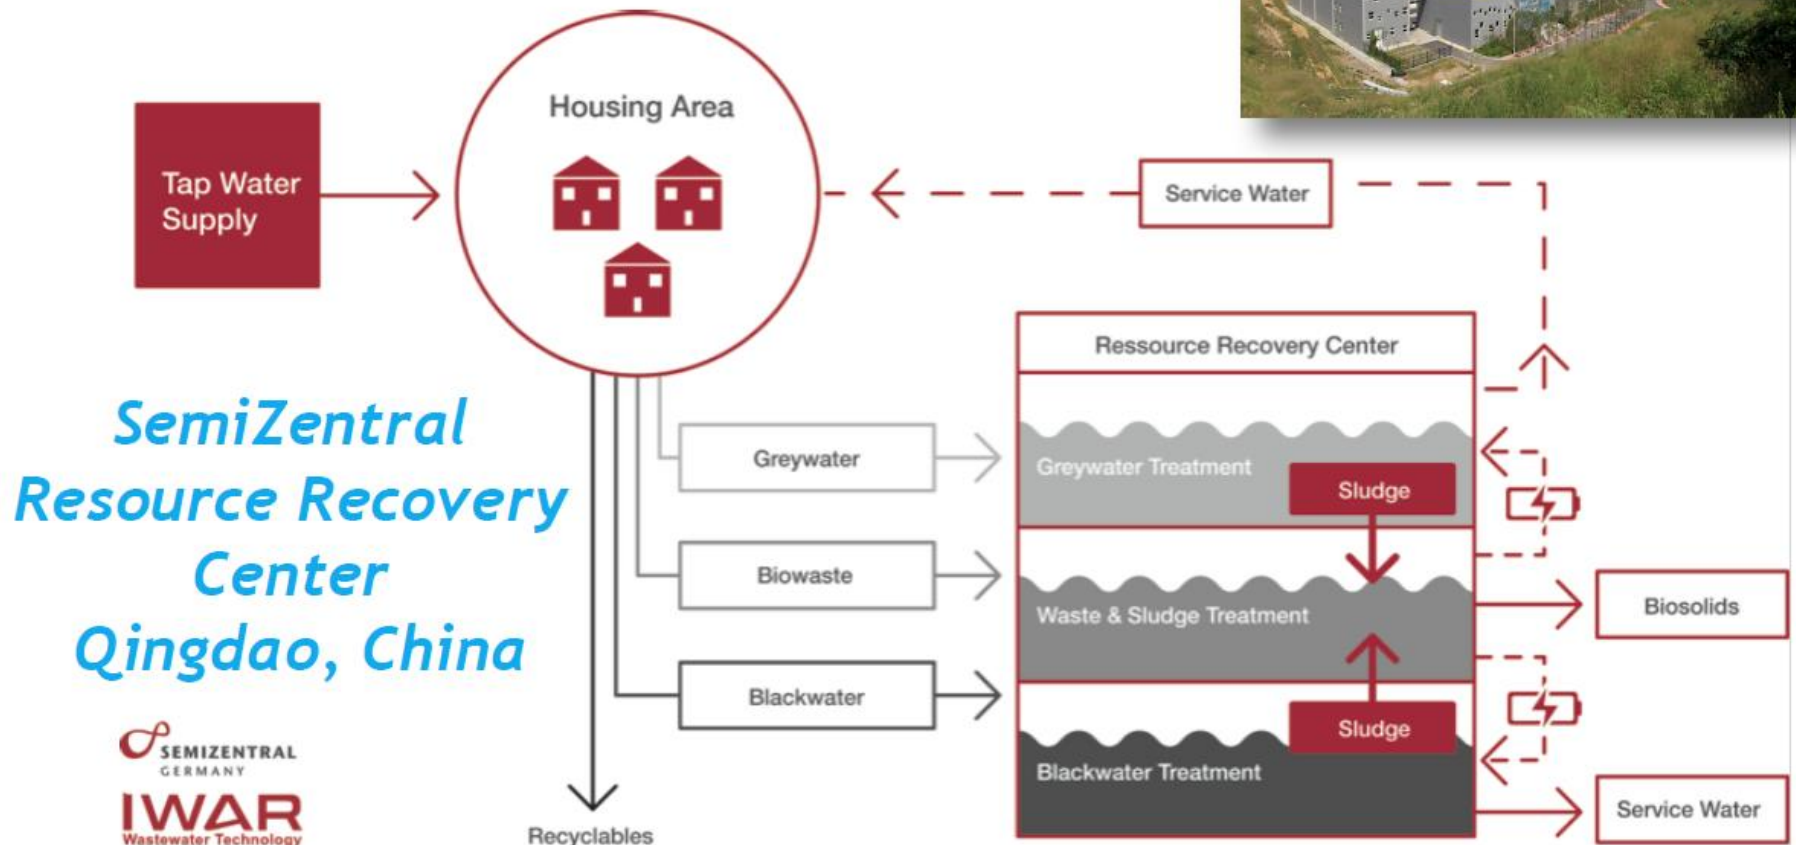 Housing Area
Tap Water
Supply
Service Water
Ressource Recovery Center
SemiZentral
Resource Recovery
Center
Qingdao, China
Greywater
Greywater Treatment
Sludge
Biowaste
Waste & Sludge Treatment
Biosolids
Blackwater
Sludge
Blackwater Treatment
Service Water
SEMIZENTRAL
GERMANY
IWAR
Wastewater Technology
Recyclables